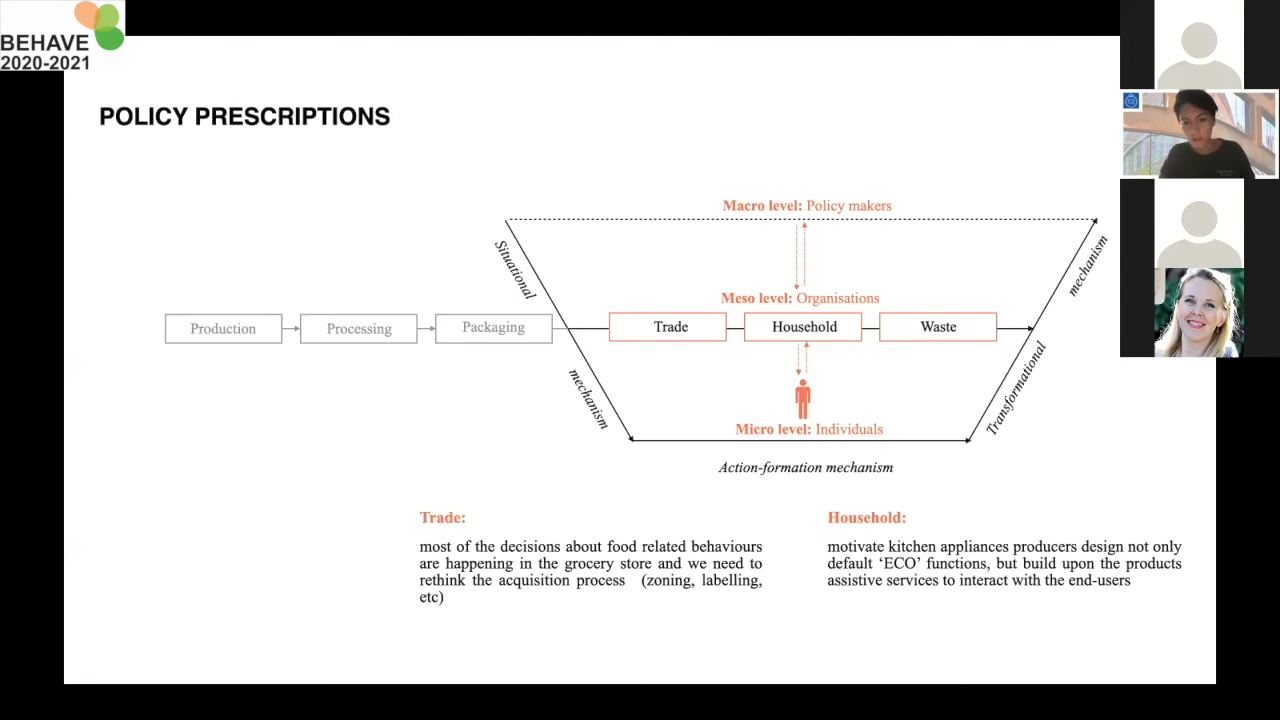 BEHAVE
2020-2021
POLICY PRESCRIPTIONS
Macro level: Policy makers
Situational
mechanism
Meso level: Organisations
Production
Processing
Packaging
Trade
Household
Waste
mechanism
Transformational
Micro level: Individuals
Action-formation mechanism
Trade:
most of the decisions about food related behaviours
are happening in the grocery store and we need to
rethink the acquisition process (zoning, labelling,
etc)
Household:
motivate kitchen appliances producers design not only
default ‘ECO’ functions, but build upon the products
assistive services to interact with the end-users